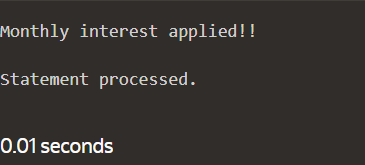 Monthly interest applied!!
Statement processed.
0.01 seconds